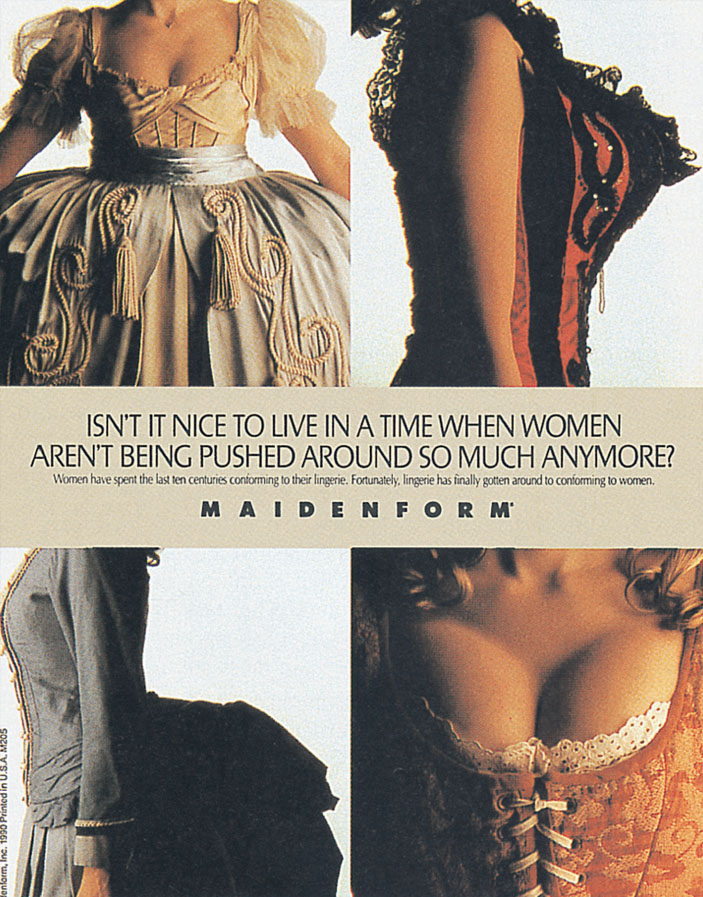 ISN'T IT NICE TO LIVE IN A TIME WHEN WOMEN
AREN'T BEING PUSHED AROUND SO MUCH ANYMORE?
Women have spent the last ten centuries conforming to their lingerie. Fortunately, lingerie has finally gotten around to conforming to women.
MAIDENFORM®
Inc. 1990 Printed in U.S.A. M205